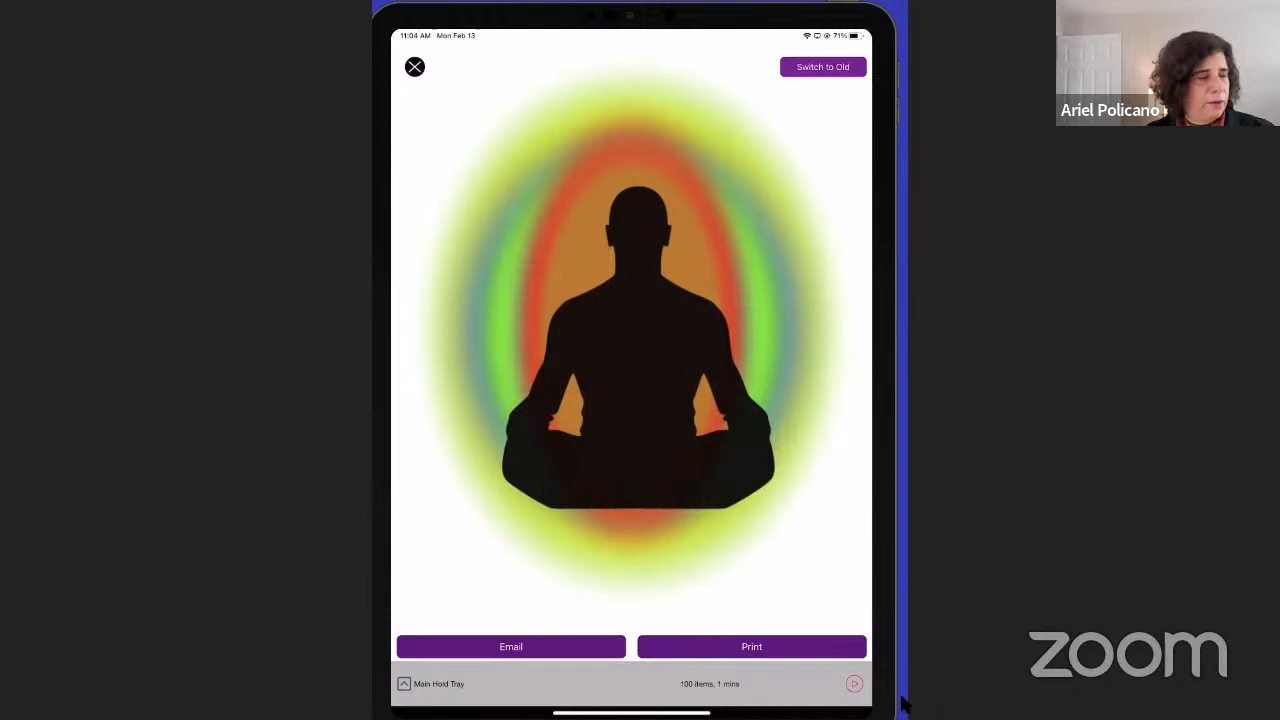 11:04 AM Mon Feb 13
71%
Switch to Old
Ariel Policano
Email
Print
Main Hold Tray
100 items, 1 mins
zoom